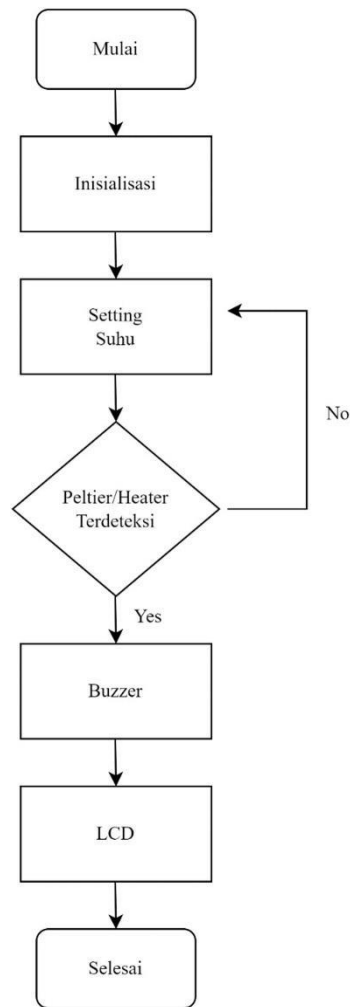 Mulai
Inisialisasi
Setting
Suhu
No
Peltier/Heater
Terdeteksi
Yes
Buzzer
LCD
Selesai